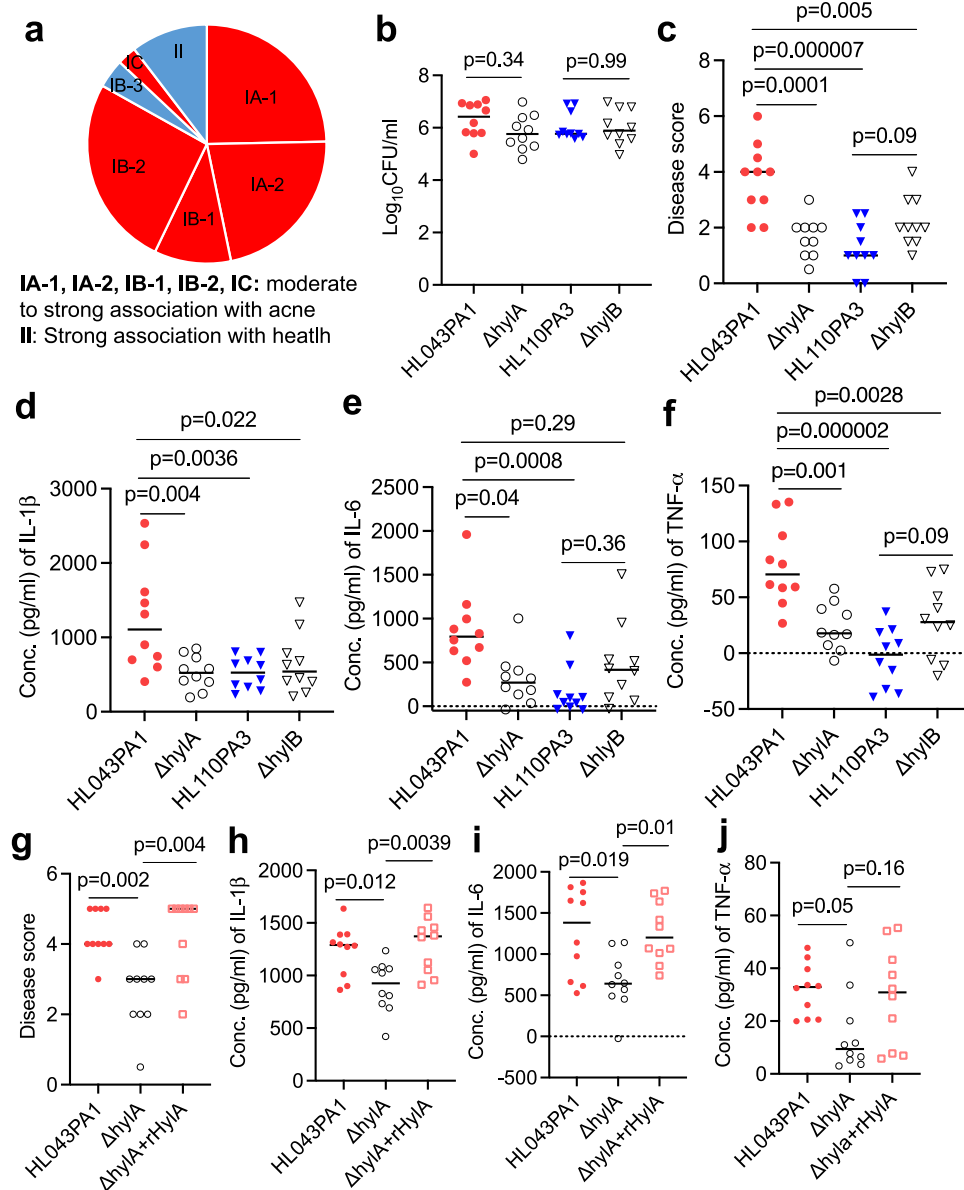 a
II
IC
IB-3
IA-1
IB-2
IA-2
IB-1
IA-1, IA-2, IB-1, IB-2, IC: moderate
to strong association with acne
II: Strong association with heatlh
b
p=0.34
p=0.99
Log10CFU/ml
10
8
6
4
2
0
HL043PA1
ΔhylA
HL110PA3
ΔhylB
c
p=0.005
p=0.000007
p=0.0001
p=0.09
Disease score
8
6
4
2
0
HL043PA1
ΔhylA
HL110PA3
ΔhylB
d
p=0.022
p=0.0036
p=0.004
Conc. (pg/ml) of IL-1β
3000
2000
1000
0
HL043PA1
ΔhylA
HL110PA3
ΔhylB
e
p=0.29
p=0.0008
p=0.04
p=0.36
Conc. (pg/ml) of IL-6
2500
2000
1500
1000
500
0
HL043PA1
ΔhylA
HL110PA3
ΔhlyB
f
p=0.0028
p=0.000002
p=0.001
p=0.09
Conc. (pg/ml) of TNF-α
150
100
50
0
-50
HL043PA1
ΔhylA
HL110PA3
ΔhylB
g
p=0.004
p=0.002
Disease score
6
4
2
0
HL043PA1
ΔhylA
ΔhylA+rHylA
h
p=0.0039
p=0.012
Conc. (pg/ml) of IL-1β
2000
1500
1000
500
0
HL043PA1
ΔhylA
ΔhylA+rHylA
i
p=0.01
p=0.019
Conc. (pg/ml) of IL-6
2000
1500
1000
500
0
-500
HL043PA1
ΔhylA
ΔhylA+rHylA
j
p=0.16
p=0.05
Conc. (pg/ml) of TNF-α
80
60
40
20
0
HL043PA1
ΔhylA
Δhyla+rHylA